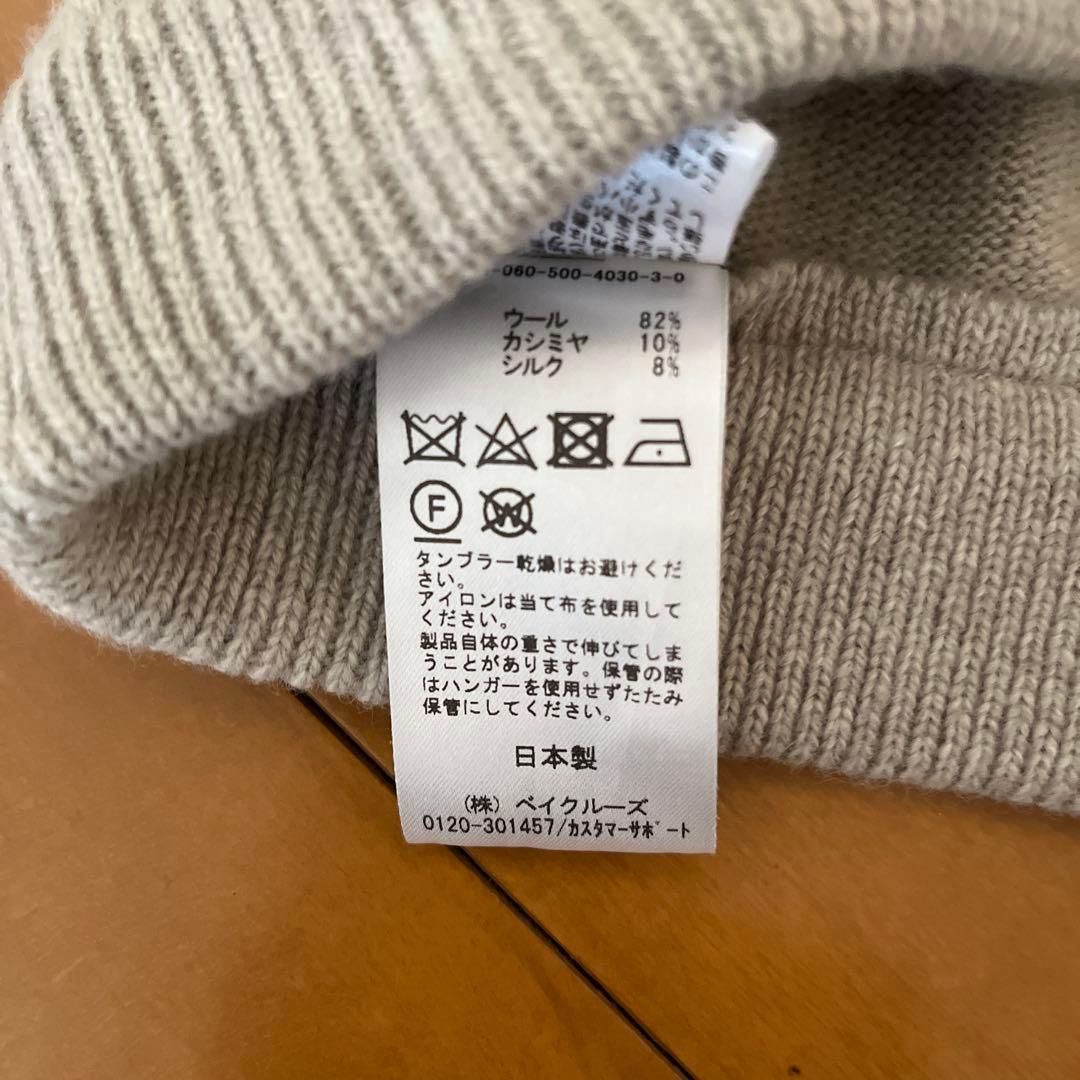 -060-500-4030-3-0
ウール 82%
カシミヤ 10%
シルク 8%
F
W
タンブラー乾燥はお避けくだ
さい。
アイロンは当て布を使用して
ください。
製品自体の重さで伸びてしま
うことがあります。保管の際
はハンガーを使用せずたたみ
保管にしてください。
日本製
(株) ベイクルーズ
0120-301457/カスタマーサポート